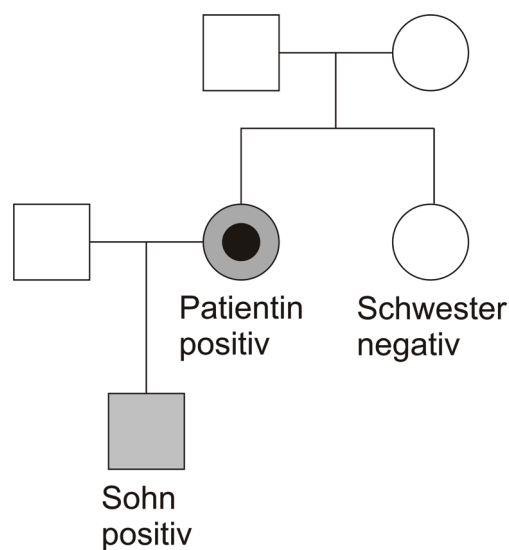 Patientin
positiv
Schwester
negativ
Sohn
positiv